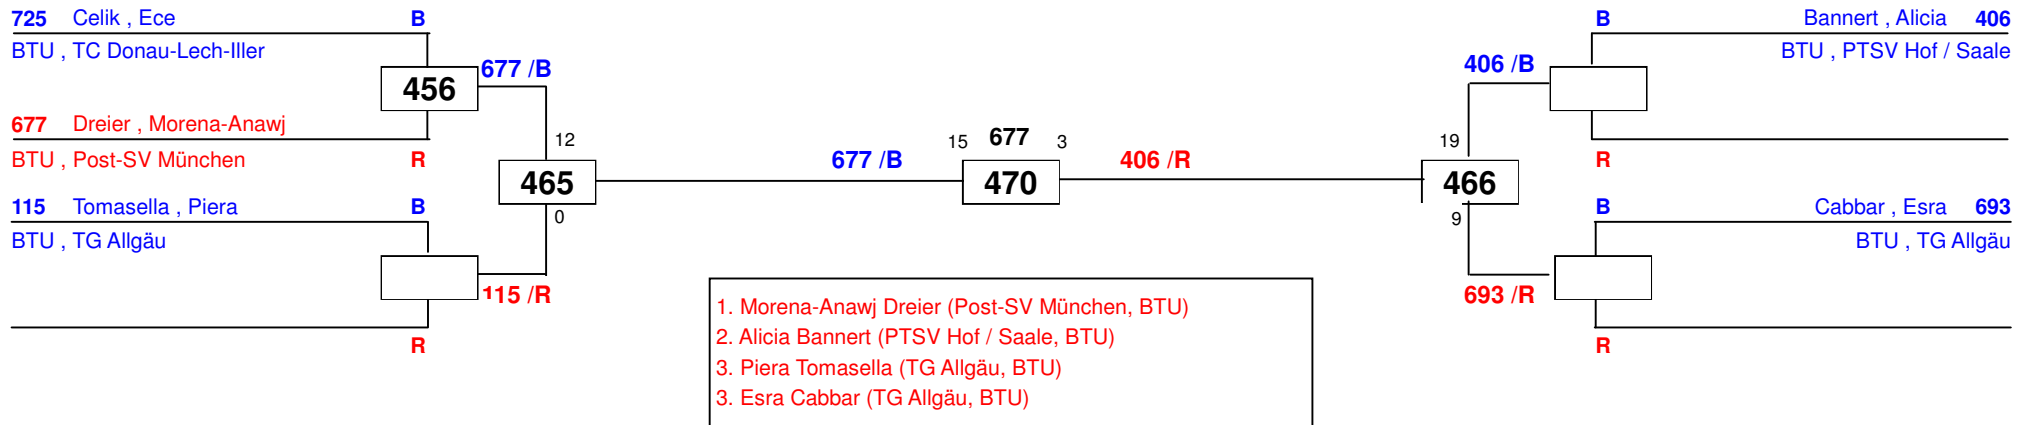 725 Celik , Ece B
BTU , TC Donau-Lech-Iller
456
677 /B
677 Dreier , Morena-Anawj
BTU , Post-SV München R
12
465
0
115 Tomasella , Piera B
BTU , TG Allgäu
115 /R
R
677 /B
15 677 3
470
406 /R
B Bannert , Alicia 406
BTU , PTSV Hof / Saale
406 /B
R
19
466
9
B Cabbar , Esra 693
BTU , TG Allgäu
693 /R
R
1. Morena-Anawj Dreier (Post-SV München, BTU)
2. Alicia Bannert (PTSV Hof / Saale, BTU)
3. Piera Tomasella (TG Allgäu, BTU)
3. Esra Cabbar (TG Allgäu, BTU)